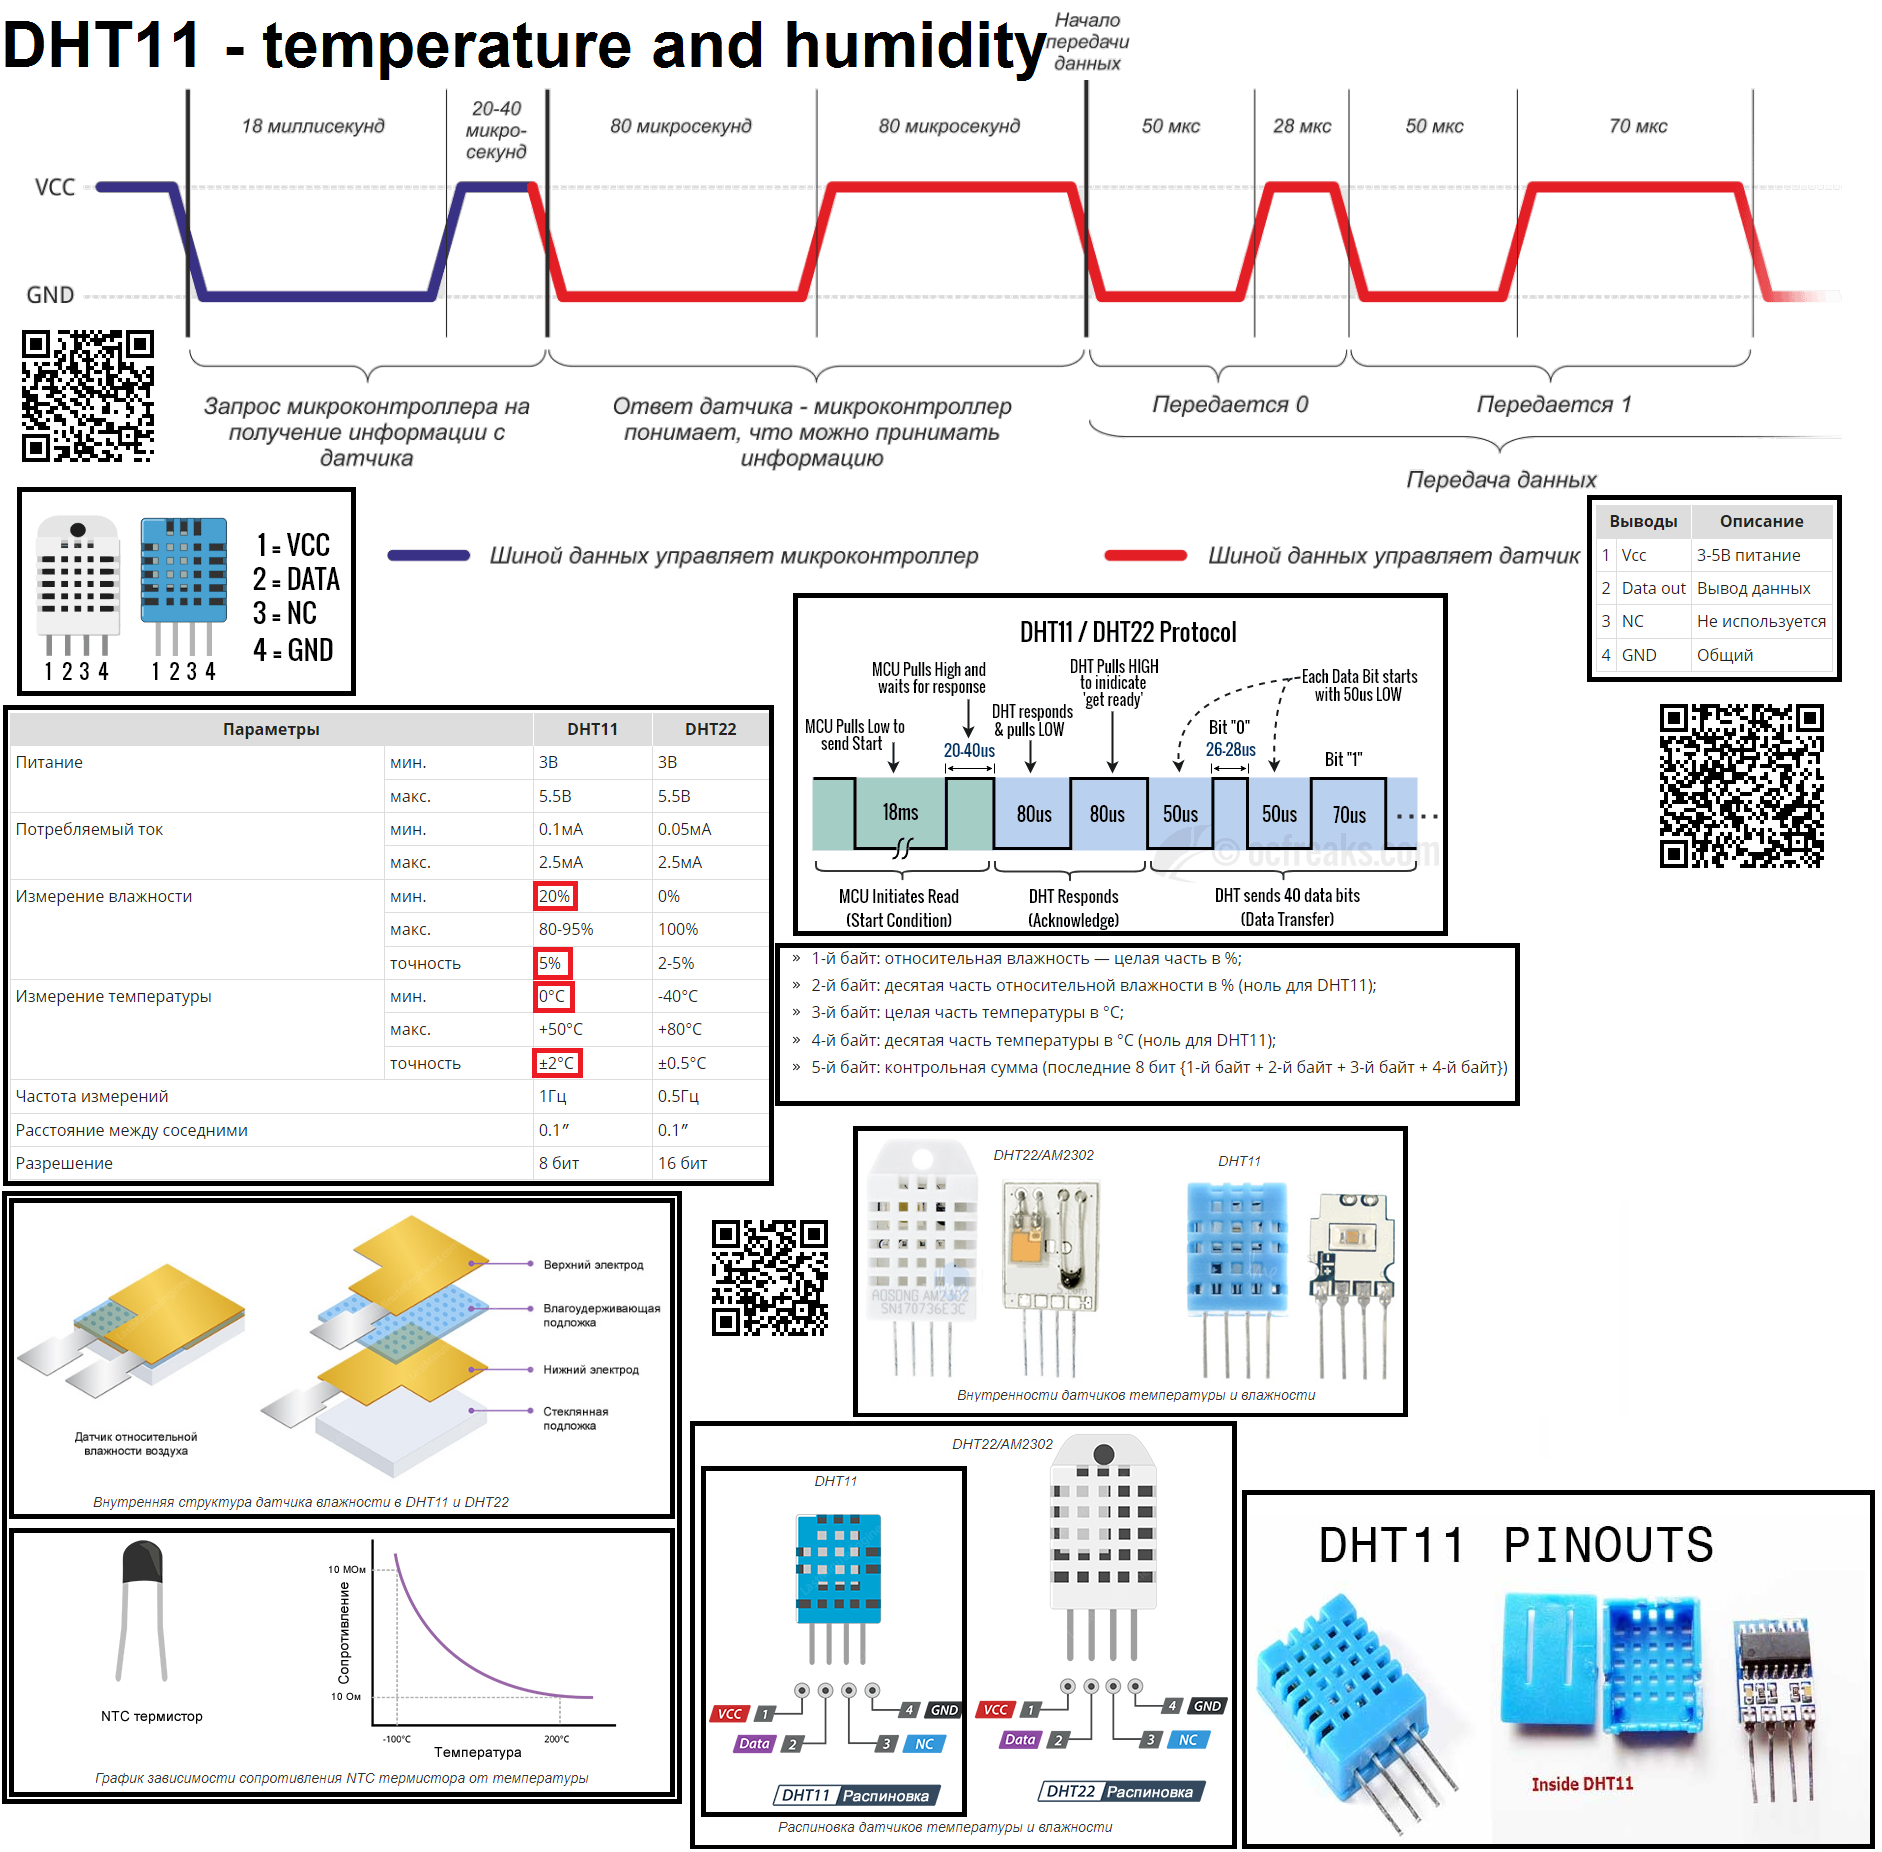 DHT11 - temperature and humidity
Начало
передачи
данных
18 миллисекунд
20-40
микро-
секунд
80 микросекунд
80 микросекунд
50 мкс
28 мкс
50 мкс
70 мкс
VCC
GND
Запрос микроконтроллера на
получение информации с
датчика
Ответ датчика - микроконтроллер
понимает, что можно принимать
информацию
Передается 0
Передается 1
Передача данных
Шиной данных управляет микроконтроллер
Шиной данных управляет датчик
1 = VCC
2 = DATA
3 = NC
4 = GND
1 2 3 4
1 2 3 4
Выводы Описание
1 Vcc 3-5В питание
2 Data out Вывод данных
3 NC Не используется
4 GND Общий
DHT11 / DHT22 Protocol
MCU Pulls High and
waits for response
DHT Pulls HIGH
to inidicate
'get ready'
Each Data Bit starts
with 50us LOW
MCU Pulls Low to
send Start
DHT responds
& pulls LOW
20-40us
Bit "0"
26-28us
Bit "1"
18ms
80us
80us
50us
50us
70us
© ocfreaks.com
MCU Initiates Read
(Start Condition)
DHT Responds
(Acknowledge)
DHT sends 40 data bits
(Data Transfer)
Параметры DHT11 DHT22
Питание мин. 3В 3В
макс. 5.5В 5.5В
Потребляемый ток мин. 0.1мА 0.05мА
макс. 2.5мА 2.5мА
Измерение влажности мин. 20% 0%
макс. 80-95% 100%
точность 5% 2-5%
Измерение температуры мин. 0°C -40°C
макс. +50°C +80°C
точность ±2°C ±0.5°C
Частота измерений 1Гц 0.5Гц
Расстояние между соседними 0.1″ 0.1″
Разрешение 8 бит 16 бит
» 1-й байт: относительная влажность — целая часть в %;
» 2-й байт: десятая часть относительной влажности в % (ноль для DHT11);
» 3-й байт: целая часть температуры в °C;
» 4-й байт: десятая часть температуры в °C (ноль для DHT11);
» 5-й байт: контрольная сумма (последние 8 бит {1-й байт + 2-й байт + 3-й байт + 4-й байт})
DHT22/AM2302
DHT11
AOSONG AM2302
SN170736E3C
Внутренности датчиков температуры и влажности
Верхний электрод
Влагоудерживающая
подложка
Нижний электрод
Стеклянная
подложка
Датчик относительной
влажности воздуха
Внутренняя структура датчика влажности в DHT11 и DHT22
NTC термистор
Сопротивление
10 МОм
10 Ом
-100°C
200°C
Температура
График зависимости сопротивления NTC термистора от температуры
DHT22/AM2302
DHT11
VCC 1
Data 2
4 GND
3 NC
DHT11 Распиновка
VCC 1
Data 2
4 GND
3 NC
DHT22 Распиновка
Распиновка датчиков температуры и влажности
DHT11 PINOUTS
Inside DHT11